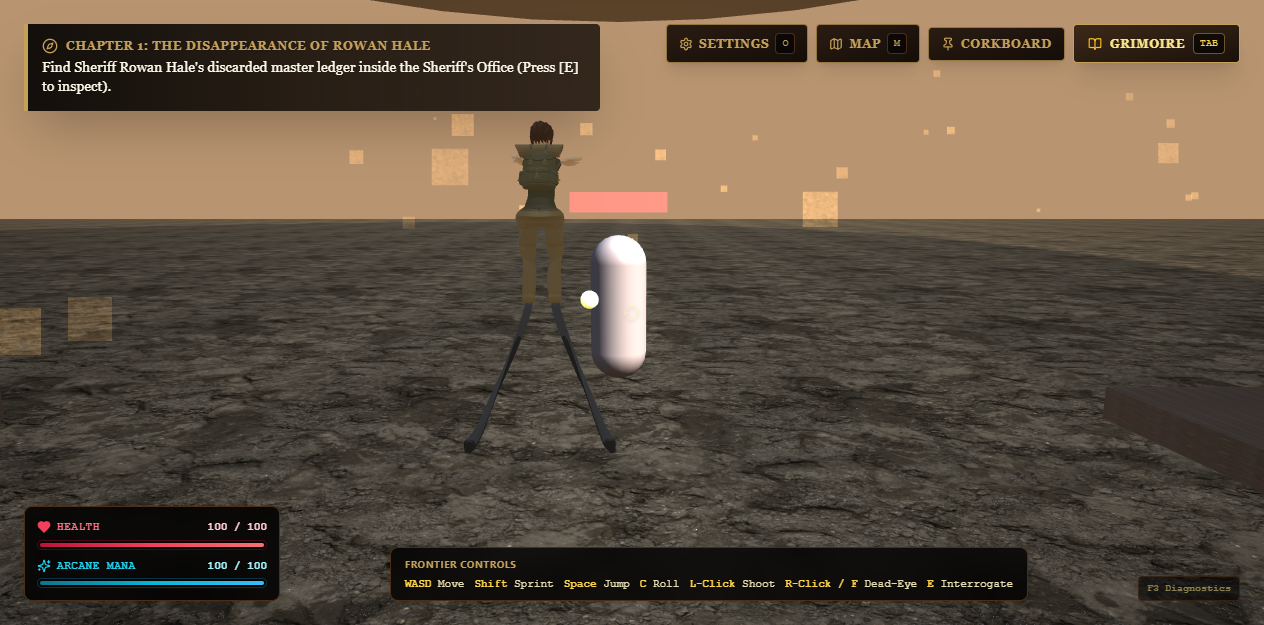 CHAPTER 1: THE DISAPPEARANCE OF ROWAN HALE
Find Sheriff Rowan Hale's discarded master ledger inside the Sheriff's Office (Press [E]
to inspect).
SETTINGS O
MAP M
CORKBOARD
GRIMOIRE TAB
HEALTH 100 / 100
ARCANE MANA 100 / 100
FRONTIER CONTROLS
WASD Move Shift Sprint Space Jump C Roll L-Click Shoot R-Click / F Dead-Eye E Interrogate
F3 Diagnostics